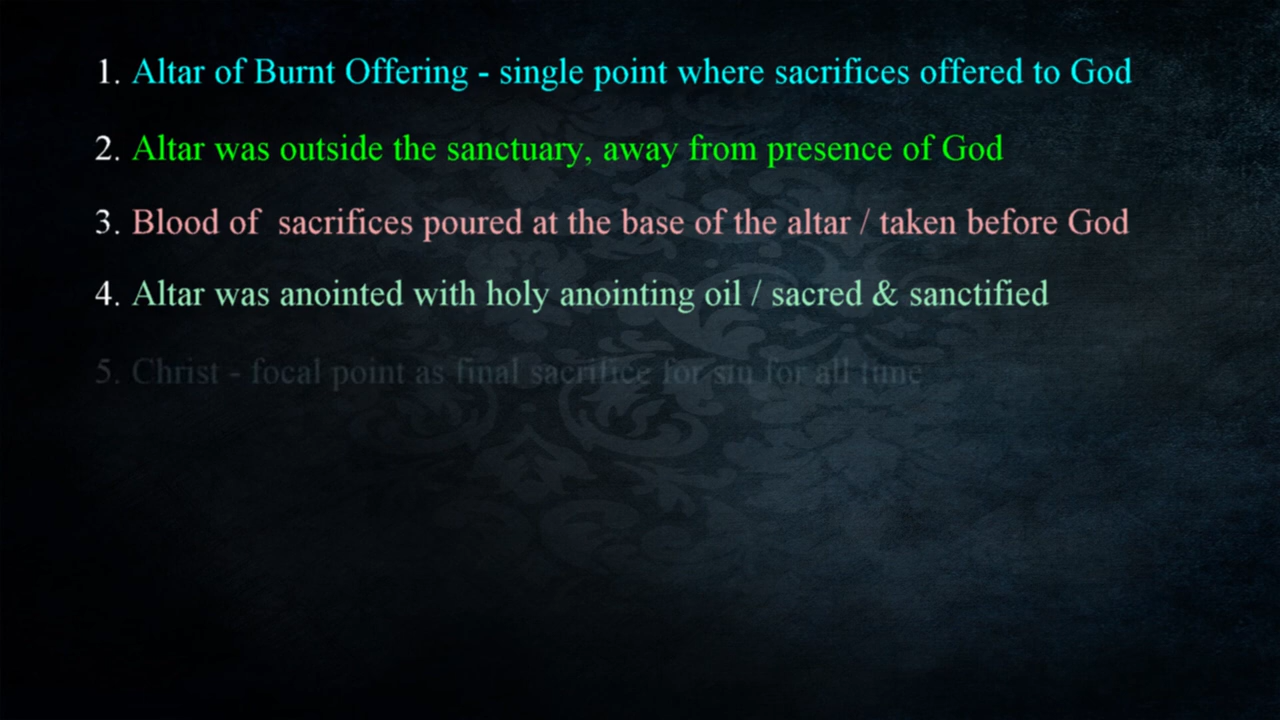 1. Altar of Burnt Offering - single point where sacrifices offered to God
2. Altar was outside the sanctuary, away from presence of God
3. Blood of  sacrifices poured at the base of the altar / taken before God
4. Altar was anointed with holy anointing oil / sacred & sanctified
5. Christ - focal point as final sacrifice for sin for all time